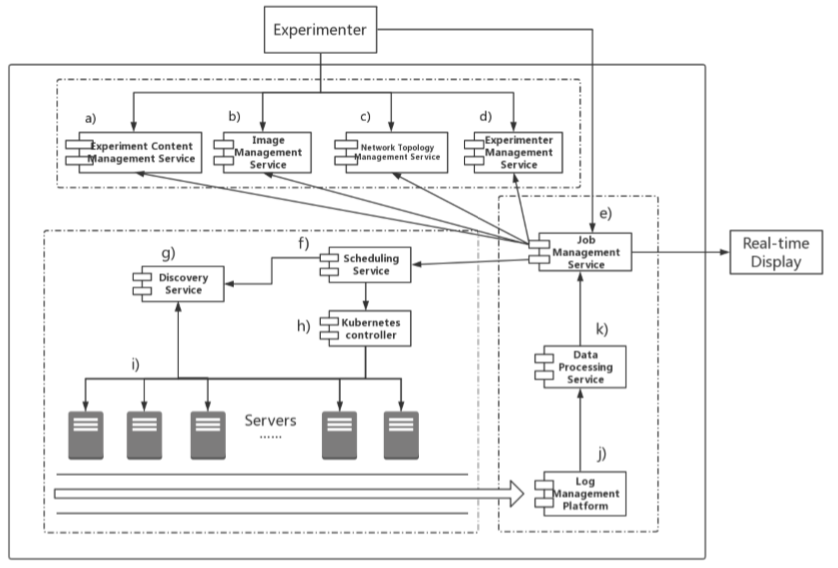 Experimenter
a)
b)
c)
d)
Experiment Content
Management Service
Image
Management
Service
Network Topology
Management Service
Experimenter
Management
Service
e)
Job
Management
Service
Real-time
Display
f)
Scheduling
Service
g)
Discovery
Service
h)
Kubernetes
controller
i)
Servers
......
k)
Data
Processing
Service
j)
Log
Management
Platform